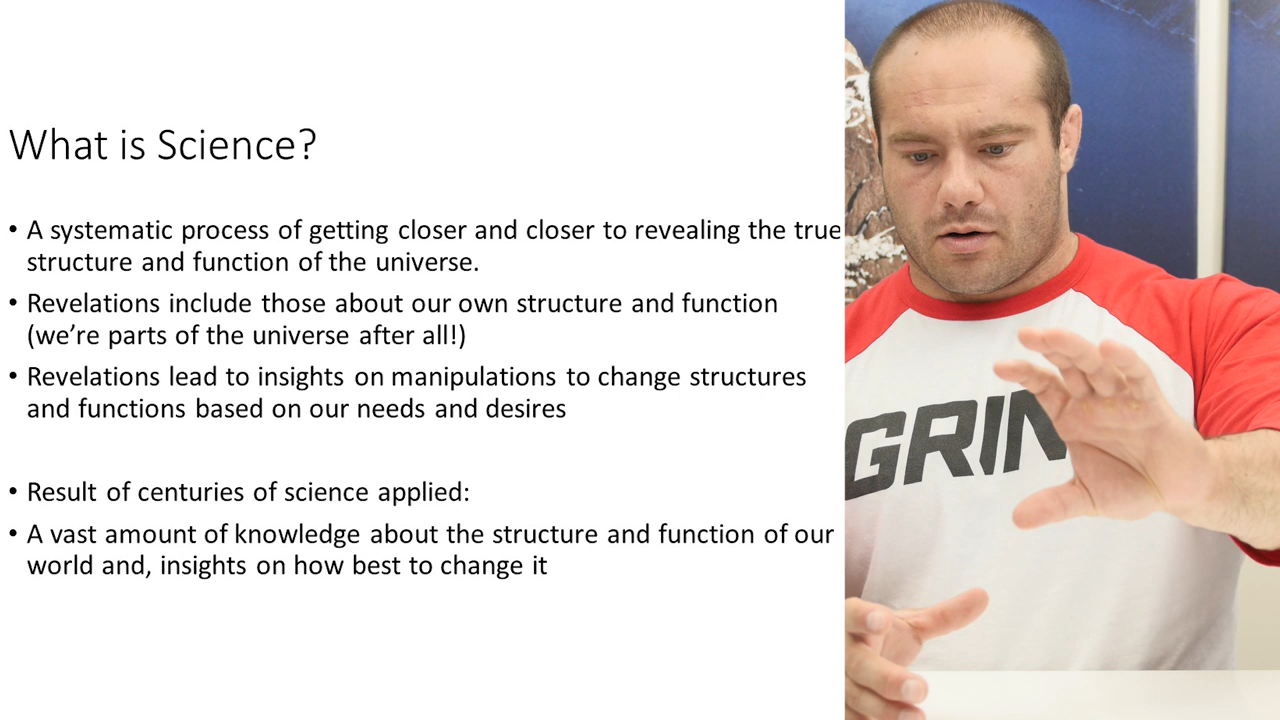 What is Science?
• A systematic process of getting closer and closer to revealing the true
structure and function of the universe.
• Revelations include those about our own structure and function
(we’re parts of the universe after all!)
• Revelations lead to insights on manipulations to change structures
and functions based on our needs and desires
• Result of centuries of science applied:
• A vast amount of knowledge about the structure and function of our
world and, insights on how best to change it
GRIN